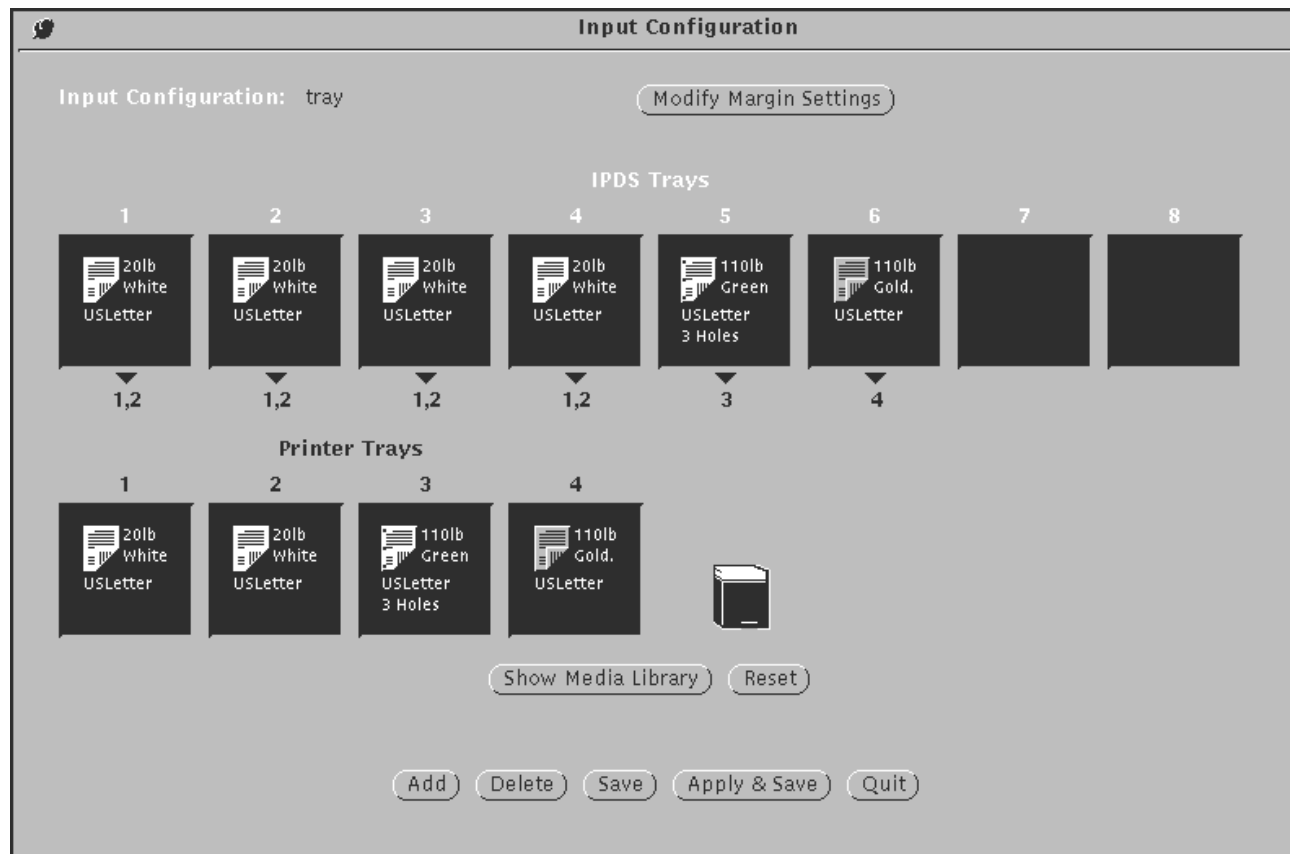 Input Configuration
Input Configuration: tray
Modify Margin Settings
IPDS Trays
1 2 3 4 5 6 7 8
20lb White USLetter
20lb White USLetter
20lb White USLetter
20lb White USLetter
110lb Green USLetter 3 Holes
110lb Gold. USLetter
1,2 1,2 1,2 1,2 3 4
Printer Trays
1 2 3 4
20lb White USLetter
20lb White USLetter
110lb Green USLetter 3 Holes
110lb Gold. USLetter
Show Media Library Reset
Add Delete Save Apply & Save Quit